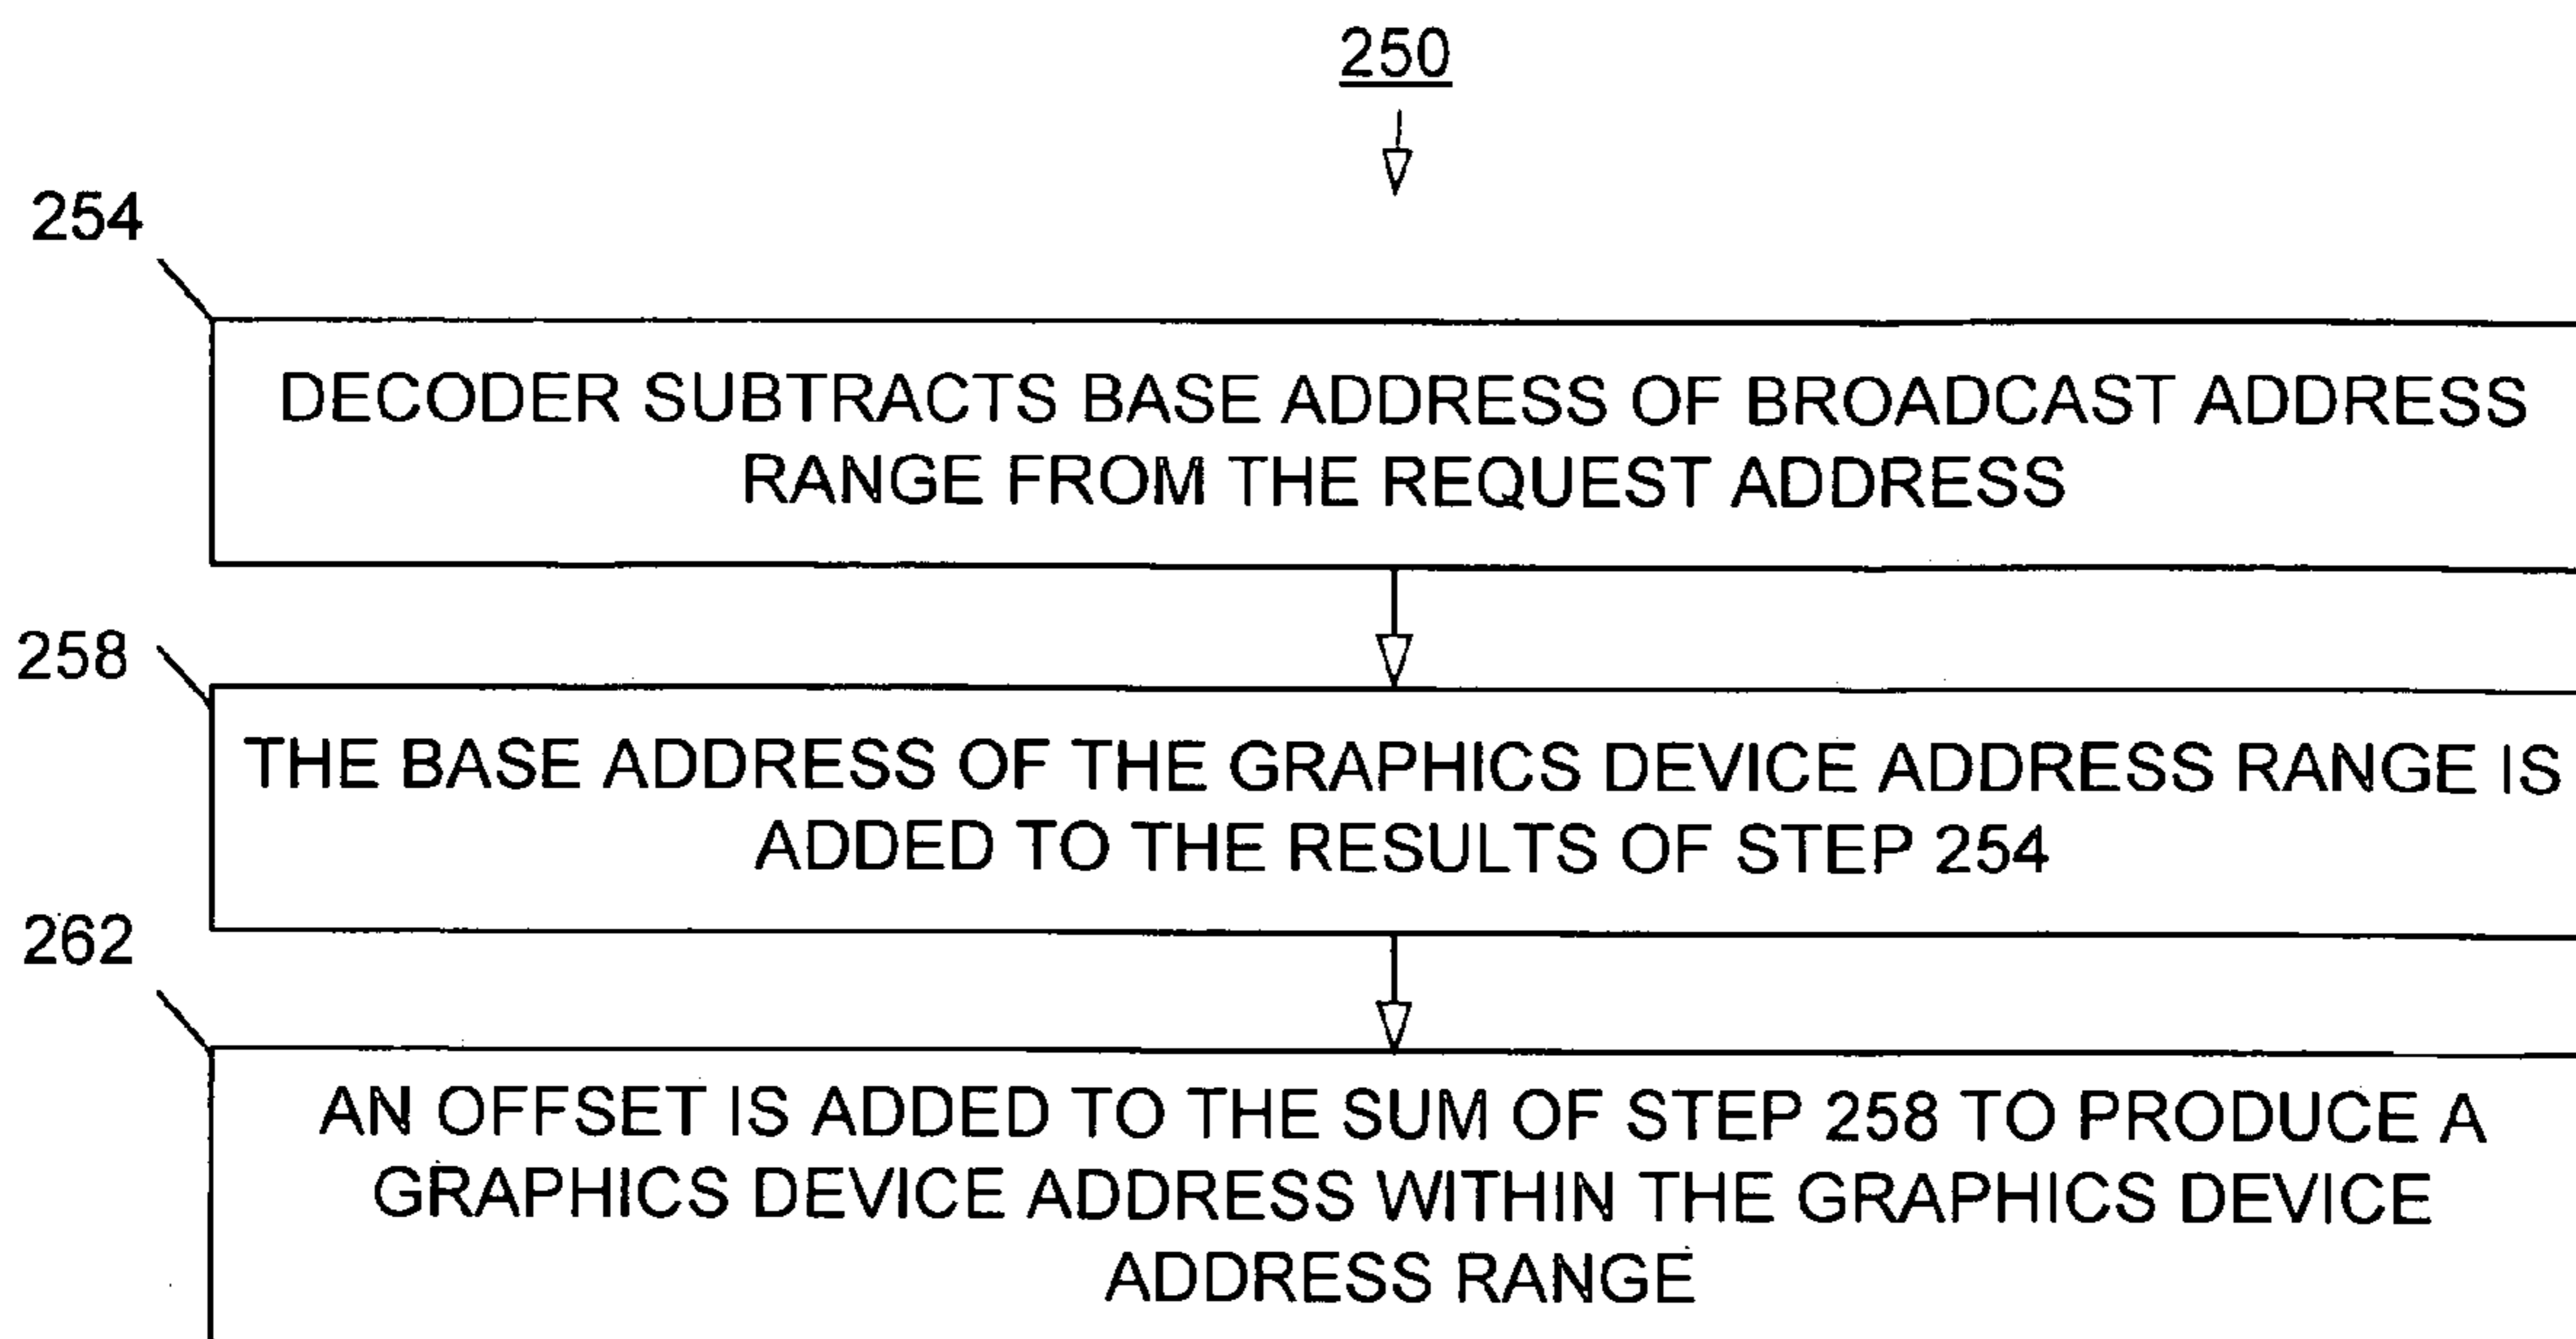 250
254
DECODER SUBTRACTS BASE ADDRESS OF BROADCAST ADDRESS
RANGE FROM THE REQUEST ADDRESS
258
THE BASE ADDRESS OF THE GRAPHICS DEVICE ADDRESS RANGE IS
ADDED TO THE RESULTS OF STEP 254
262
AN OFFSET IS ADDED TO THE SUM OF STEP 258 TO PRODUCE A
GRAPHICS DEVICE ADDRESS WITHIN THE GRAPHICS DEVICE
ADDRESS RANGE